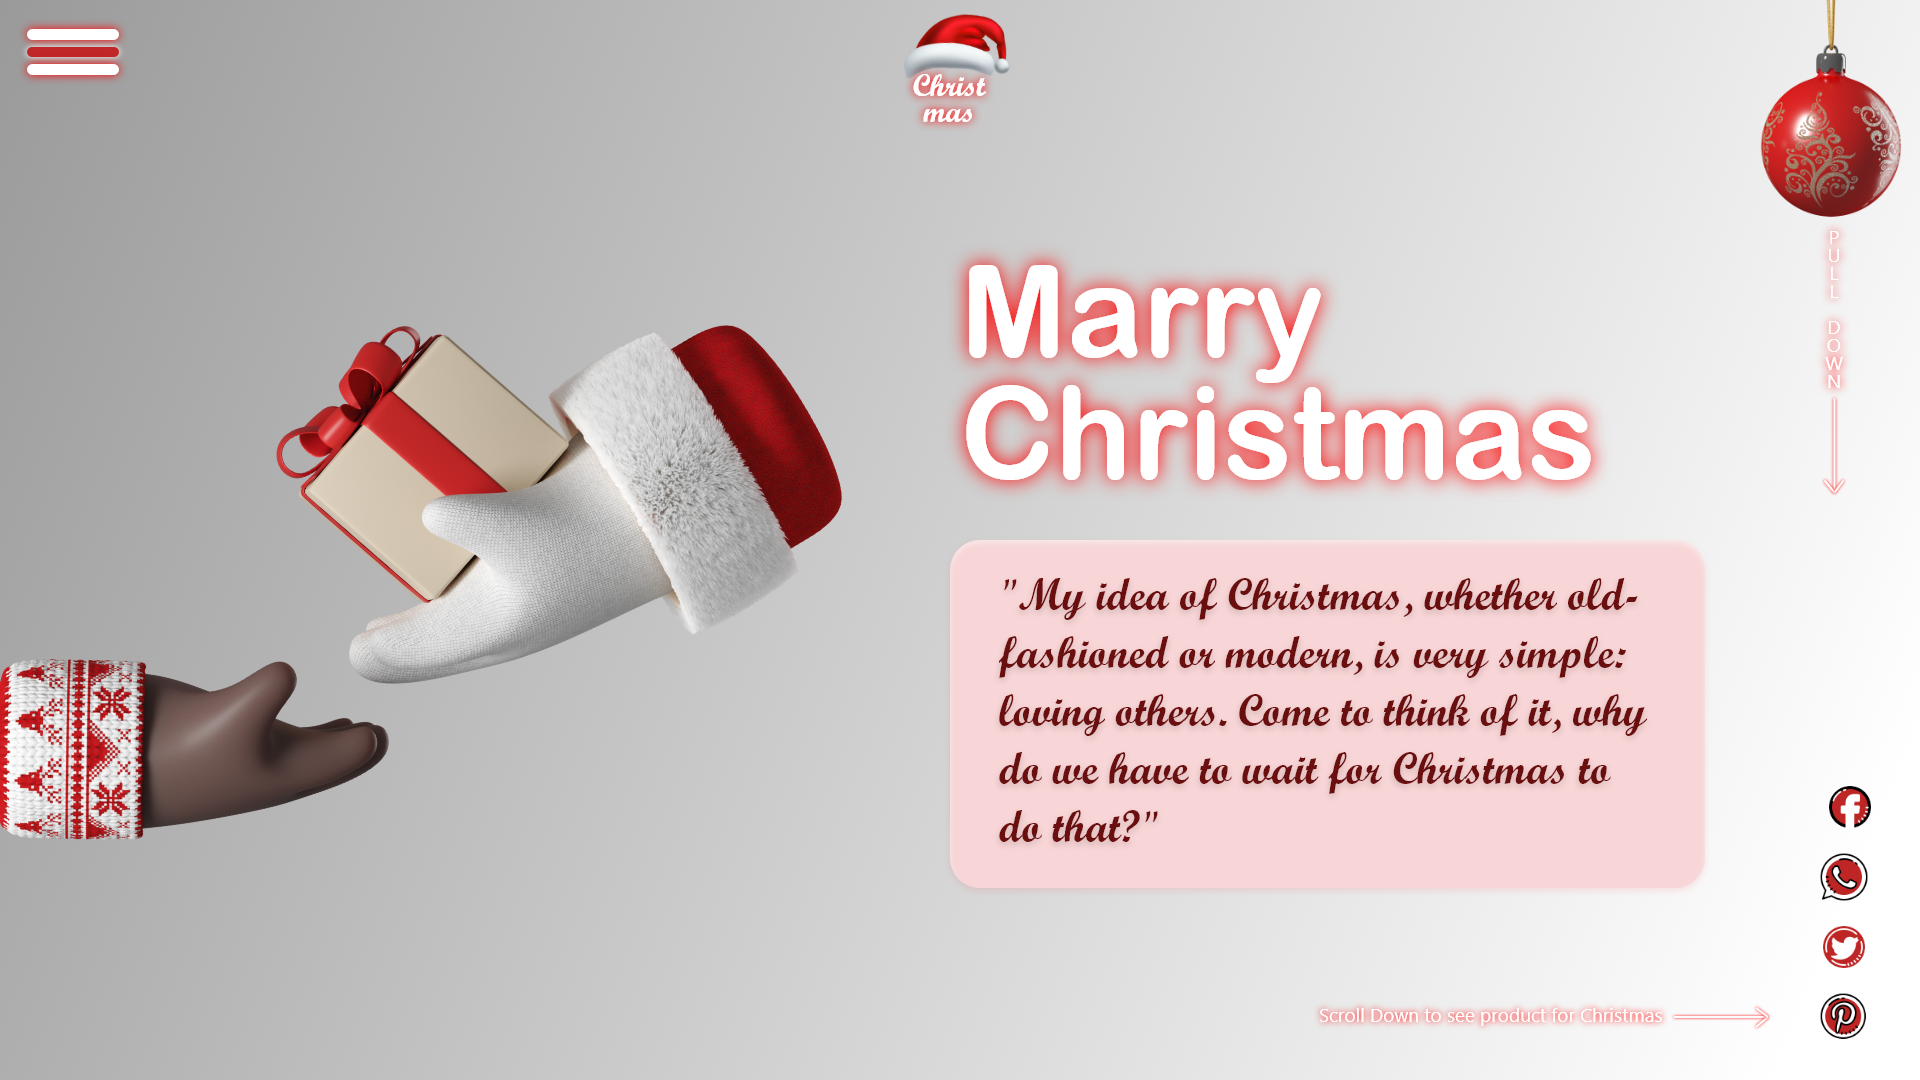 Christ
mas
PULL DOWN
Marry
Christmas
"My idea of Christmas, whether old-
fashioned or modern, is very simple:
loving others. Come to think of it, why
do we have to wait for Christmas to
do that?"
Scroll Down to see product for Christmas